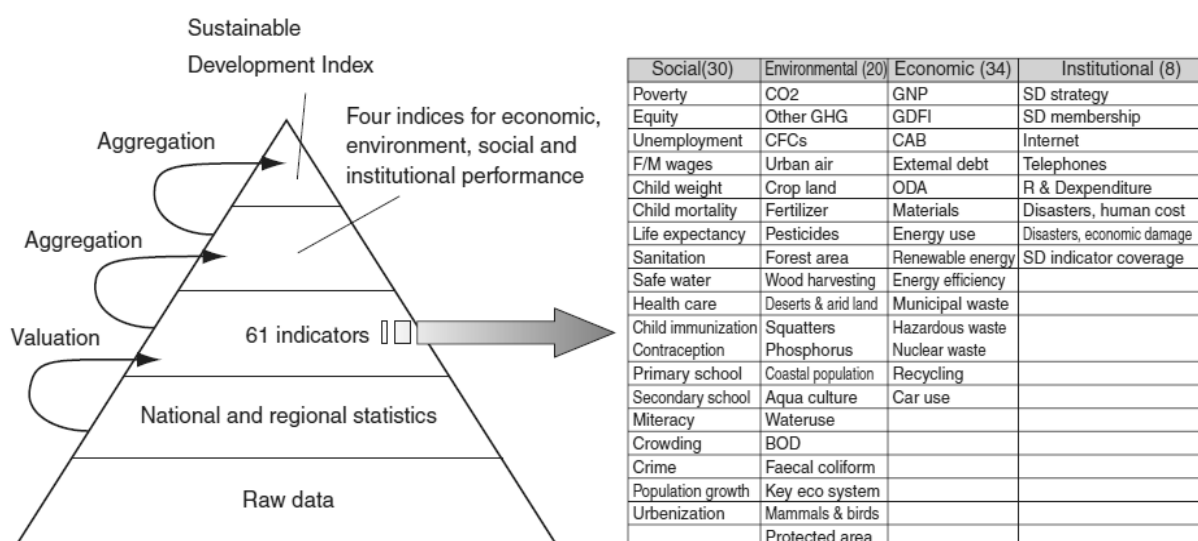 Sustainable
Development Index
Four indices for economic,
environment, social and
institutional performance
Aggregation
Aggregation
Valuation
61 indicators
National and regional statistics
Raw data
Social(30) Environmental (20) Economic (34) Institutional (8)
Poverty CO2 GNP SD strategy
Equity Other GHG GDFI SD membership
Unemployment CFCs CAB Internet
F/M wages Urban air External debt Telephones
Child weight Crop land ODA R & Dexpenditure
Child mortality Fertilizer Materials Disasters, human cost
Life expectancy Pesticides Energy use Disasters, economic damage
Sanitation Forest area Renewable energy SD indicator coverage
Safe water Wood harvesting Energy efficiency
Health care Deserts & arid land Municipal waste
Child immunization Squatters Hazardous waste
Contraception Phosphorus Nuclear waste
Primary school Coastal population Recycling
Secondary school Aqua culture Car use
Miteracy Wateruse
Crowding BOD
Crime Faecal coliform
Population growth Key eco system
Urbenization Mammals & birds
Protected area